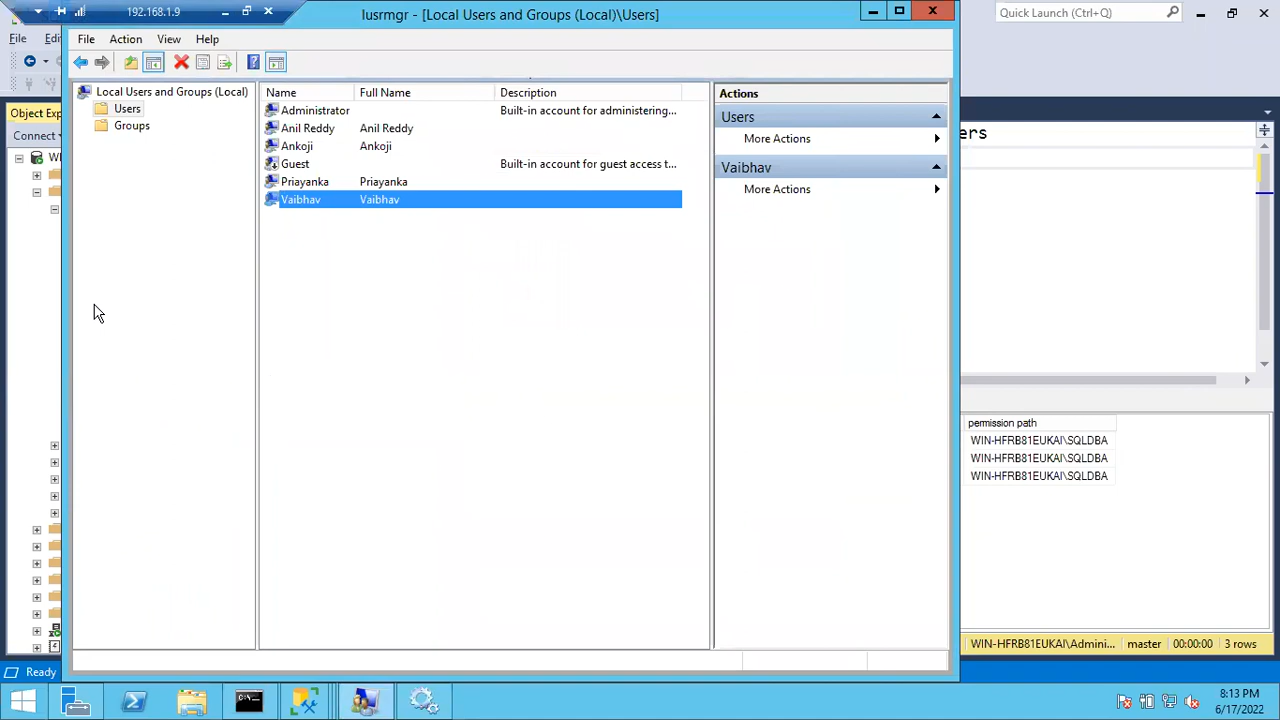 192.168.1.9
lusrmgr - [Local Users and Groups (Local)\Users]
Quick Launch (Ctrl+Q)
File
File Action View Help
Object Exp
Local Users and Groups (Local)
Users
Groups
Name Full Name Description
Administrator Built-in account for administering...
Anil Reddy Anil Reddy
Ankoji Ankoji
Guest Built-in account for guest access t...
Priayanka Priayanka
Vaibhav Vaibhav
Actions
Users
More Actions
Vaibhav
More Actions
Connect
ers
permission path
WIN-HFRB81EUKAI\SQLDBA
WIN-HFRB81EUKAI\SQLDBA
WIN-HFRB81EUKAI\SQLDBA
WIN-HFRB81EUKAI\Admini... master 00:00:00 3 rows
Ready
8:13 PM
6/17/2022